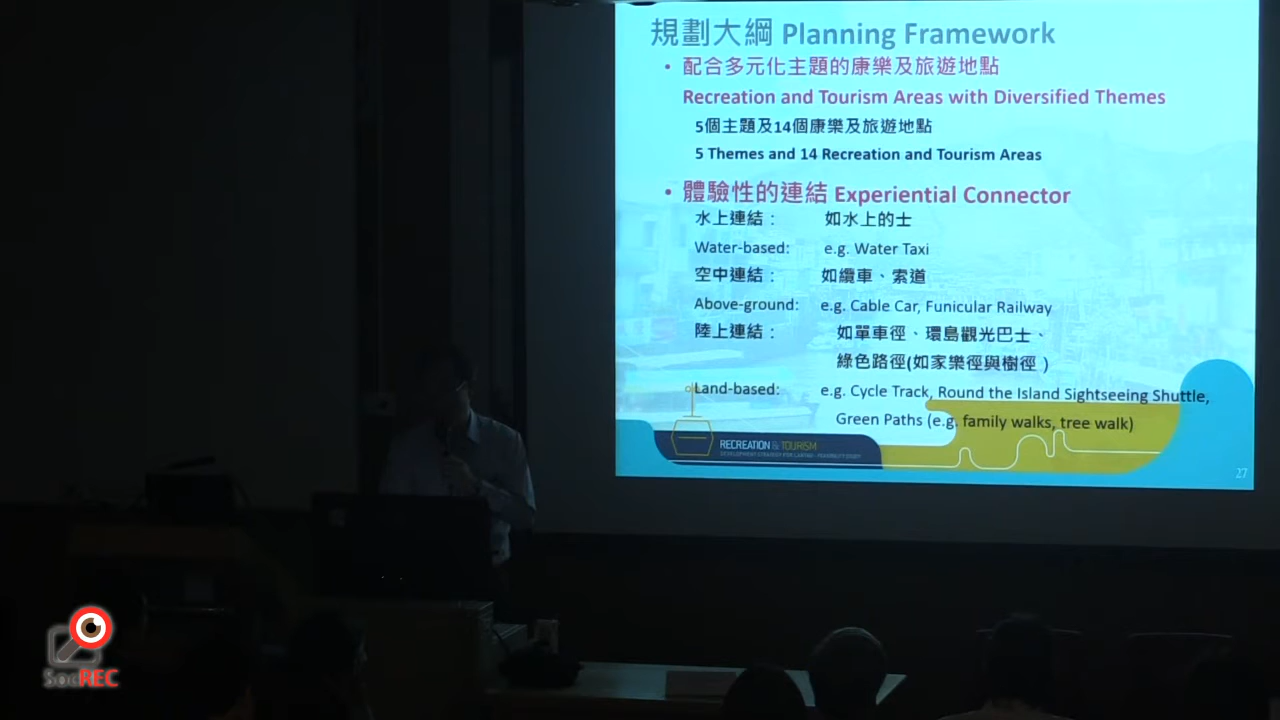 規劃大綱 Planning Framework
• 配合多元化主題的康樂及旅遊地點
Recreation and Tourism Areas with Diversified Themes
5個主題及14個康樂及旅遊地點
5 Themes and 14 Recreation and Tourism Areas
• 體驗性的連結 Experiential Connector
水上連結： 如水上的士
Water-based: e.g. Water Taxi
空中連結： 如纜車、索道
Above-ground: e.g. Cable Car, Funicular Railway
陸上連結： 如單車徑、環島觀光巴士、
綠色路徑(如家樂徑與樹徑 )
Land-based: e.g. Cycle Track, Round the Island Sightseeing Shuttle,
Green Paths (e.g. family walks, tree walk)
RECREATION & TOURISM
DEVELOPMENT STRATEGY FOR LANTAU - FEASIBILITY STUDY
27
SocREC